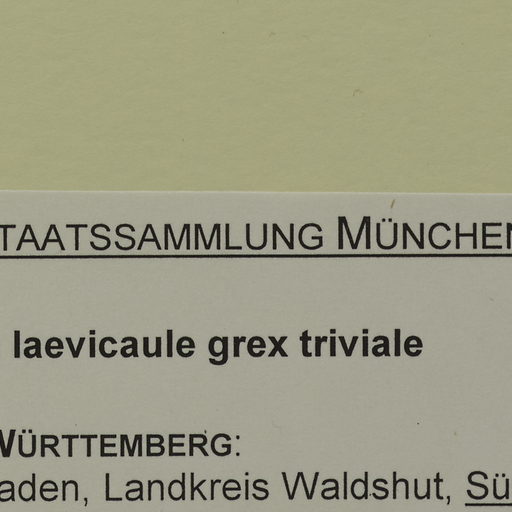 TAATSSAMMLUNG MÜNCHEN
laevicaule grex triviale
WÜRTTEMBERG:
aden, Landkreis Waldshut, Sü